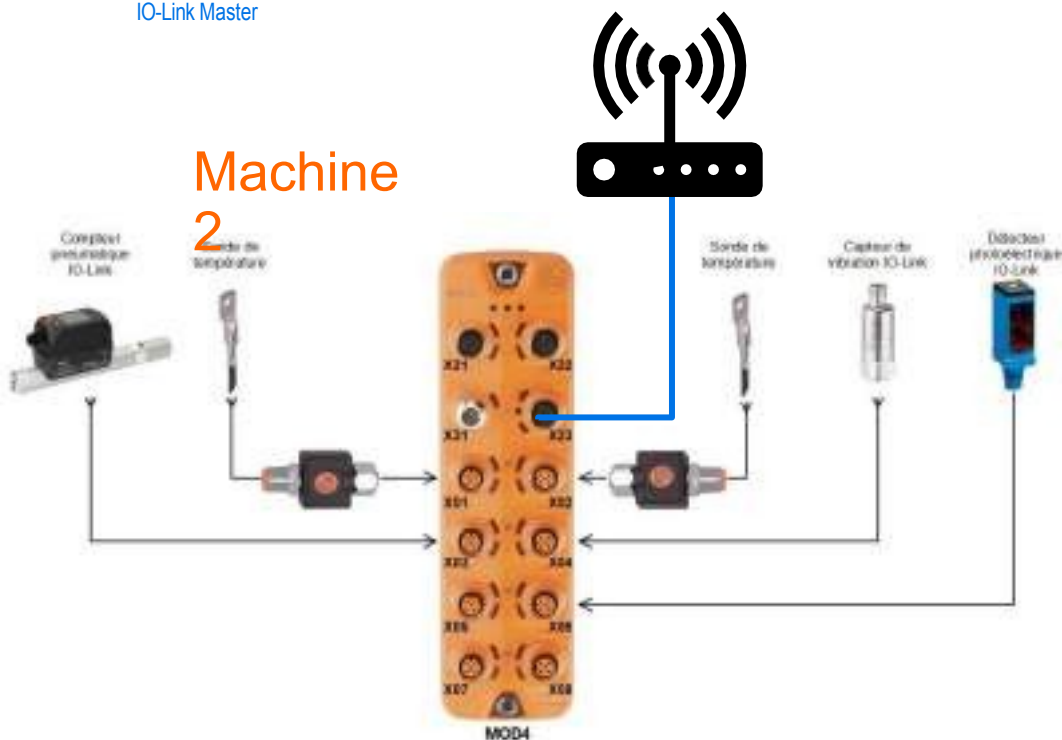 IO-Link Master
Machine
2
Compteur
pneumatique
IO-Link
Sonde de
température
Sonde de
température
Capteur de
vibration IO-Link
Détecteur
photoélectrique
IO-Link
X21
X22
X31
X23
X01
X02
X03
X04
X05
X06
X07
X08
MOD4